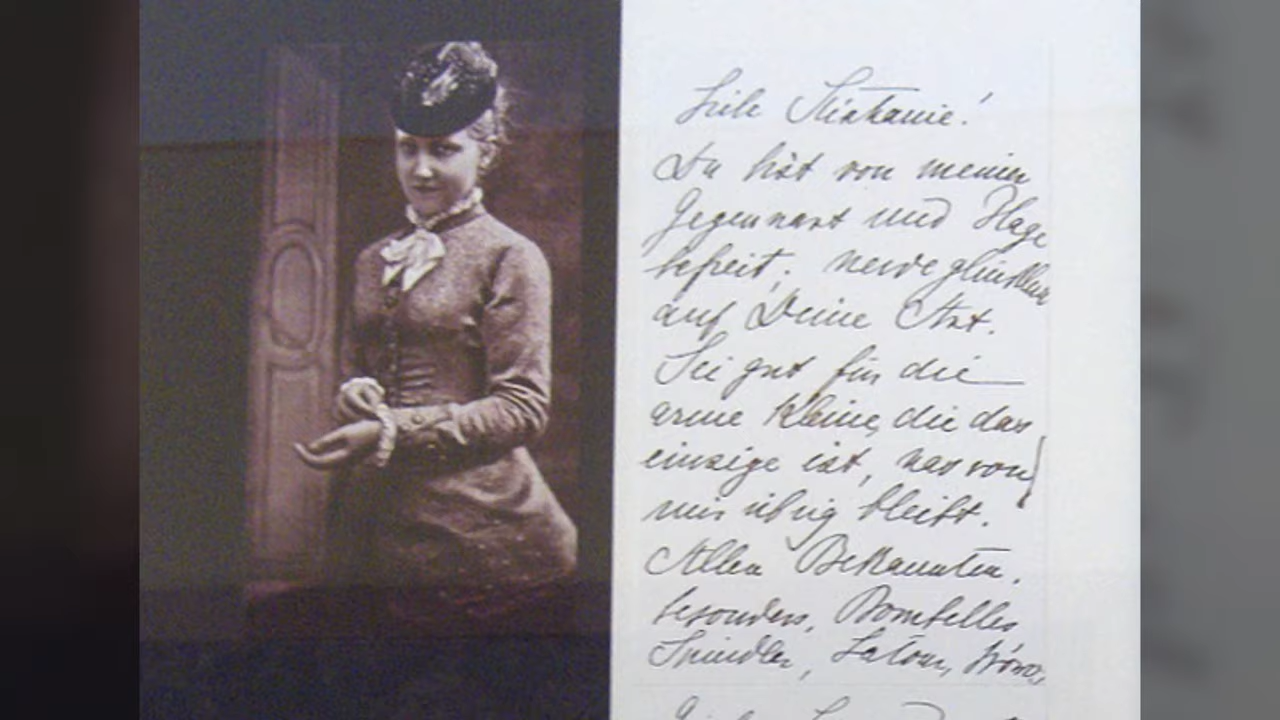 Liebe Stephanie!
Du bist von meiner
Gegenwart und Plage
befreit; werde glücklich
auf Deine Art.
Sei gut für die
arme Kleine, die das
einzige ist, was von
mir übrig bleibt.
Allen Bekannten,
besonders, Bombelles
Spindler, Latour, Wowo,